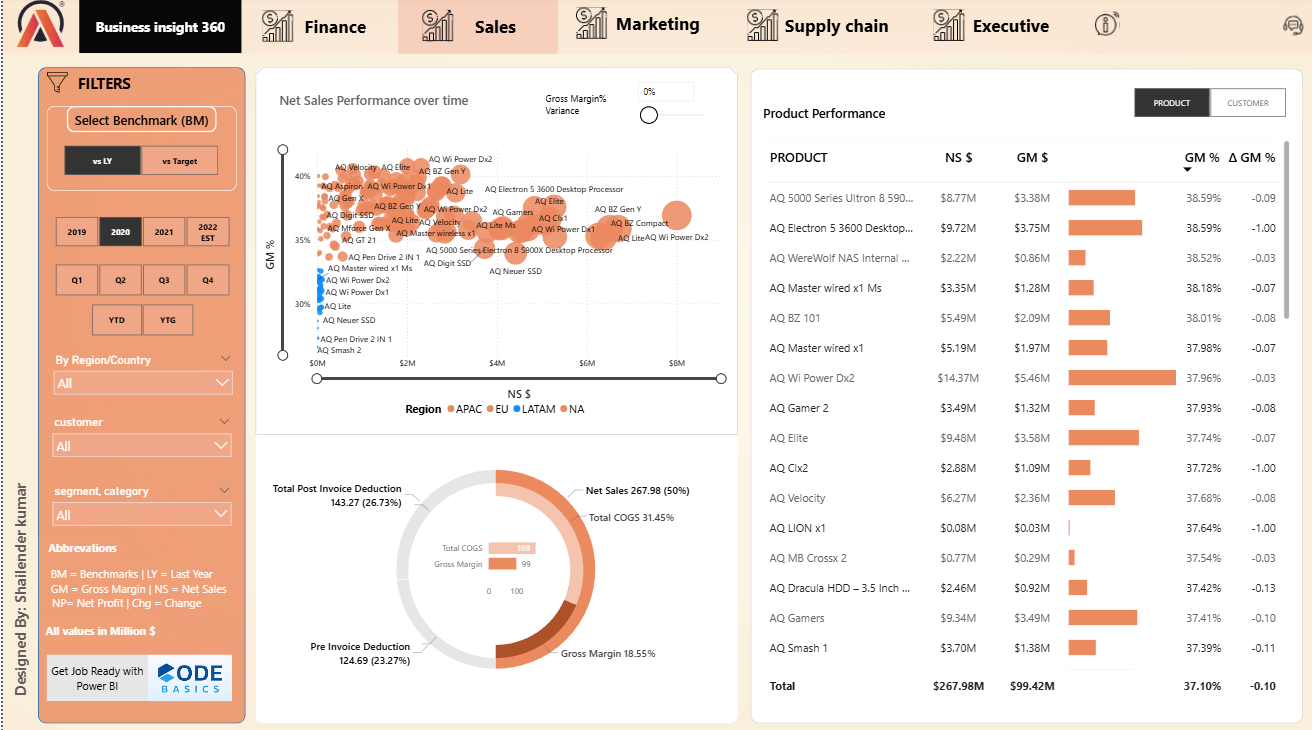 Business insight 360
Finance
Sales
Marketing
Supply chain
Executive
FILTERS
Select Benchmark (BM)
vs LY
vs Target
2019
2020
2021
2022 EST
Q1
Q2
Q3
Q4
YTD
YTG
By Region/Country
All
customer
All
segment, category
All
Abbrevations
BM = Benchmarks | LY = Last Year
GM = Gross Margin | NS = Net Sales
NP= Net Profit | Chg = Change
All values in Million $
Get Job Ready with
Power BI
CODE
BASICS
Designed By: Shailender kumar
Net Sales Performance over time
Gross Margin%
Variance
0%
GM %
40%
35%
30%
AQ Wi Power Dx2
AQ Velocity
AQ Elite
AQ BZ Gen Y
AQ Aspiron
AQ Wi Power Dx1
AQ Lite
AQ Electron 5 3600 Desktop Processor
AQ Gen X
AQ Elite
AQ BZ Gen Y
AQ Wi Power Dx2
AQ Gamers
AQ BZ Gen Y
AQ Digit SSD
AQ Lite
AQ Velocity
AQ Clx1
AQ Mforce Gen X
AQ Master wireless x1
AQ Lite Ms
AQ Wi Power Dx1
AQ BZ Compact
AQ GT 21
AQ Lite
AQ Wi Power Dx2
AQ 5000 Series Electron 8 5900X Desktop Processor
AQ Pen Drive 2 IN 1
AQ Digit SSD
AQ Master wired x1 Ms
AQ Neuer SSD
AQ Wi Power Dx2
AQ Wi Power Dx1
AQ Lite
AQ Neuer SSD
AQ Pen Drive 2 IN 1
AQ Smash 2
$0M
$2M
$4M
$6M
$8M
NS $
Region
APAC
EU
LATAM
NA
Total Post Invoice Deduction
143.27 (26.73%)
Net Sales 267.98 (50%)
Total COGS 31.45%
Total COGS
169
Gross Margin
99
0
100
Pre Invoice Deduction
124.69 (23.27%)
Gross Margin 18.55%
Product Performance
PRODUCT
CUSTOMER
PRODUCT NS $ GM $ GM % Δ GM %
AQ 5000 Series Ultron 8 590... $8.77M $3.38M 38.59% -0.09
AQ Electron 5 3600 Desktop... $9.72M $3.75M 38.59% -1.00
AQ WereWolf NAS Internal ... $2.22M $0.86M 38.52% -0.03
AQ Master wired x1 Ms $3.35M $1.28M 38.18% -0.07
AQ BZ 101 $5.49M $2.09M 38.01% -0.08
AQ Master wired x1 $5.19M $1.97M 37.98% -0.07
AQ Wi Power Dx2 $14.37M $5.46M 37.96% -0.03
AQ Gamer 2 $3.49M $1.32M 37.93% -0.08
AQ Elite $9.48M $3.58M 37.74% -0.07
AQ Clx2 $2.88M $1.09M 37.72% -1.00
AQ Velocity $6.27M $2.36M 37.68% -0.08
AQ LION x1 $0.08M $0.03M 37.64% -1.00
AQ MB Crossx 2 $0.77M $0.29M 37.54% -0.03
AQ Dracula HDD – 3.5 Inch ... $2.46M $0.92M 37.42% -0.13
AQ Gamers $9.34M $3.49M 37.41% -0.10
AQ Smash 1 $3.70M $1.38M 37.39% -0.11
Total $267.98M $99.42M 37.10% -0.10